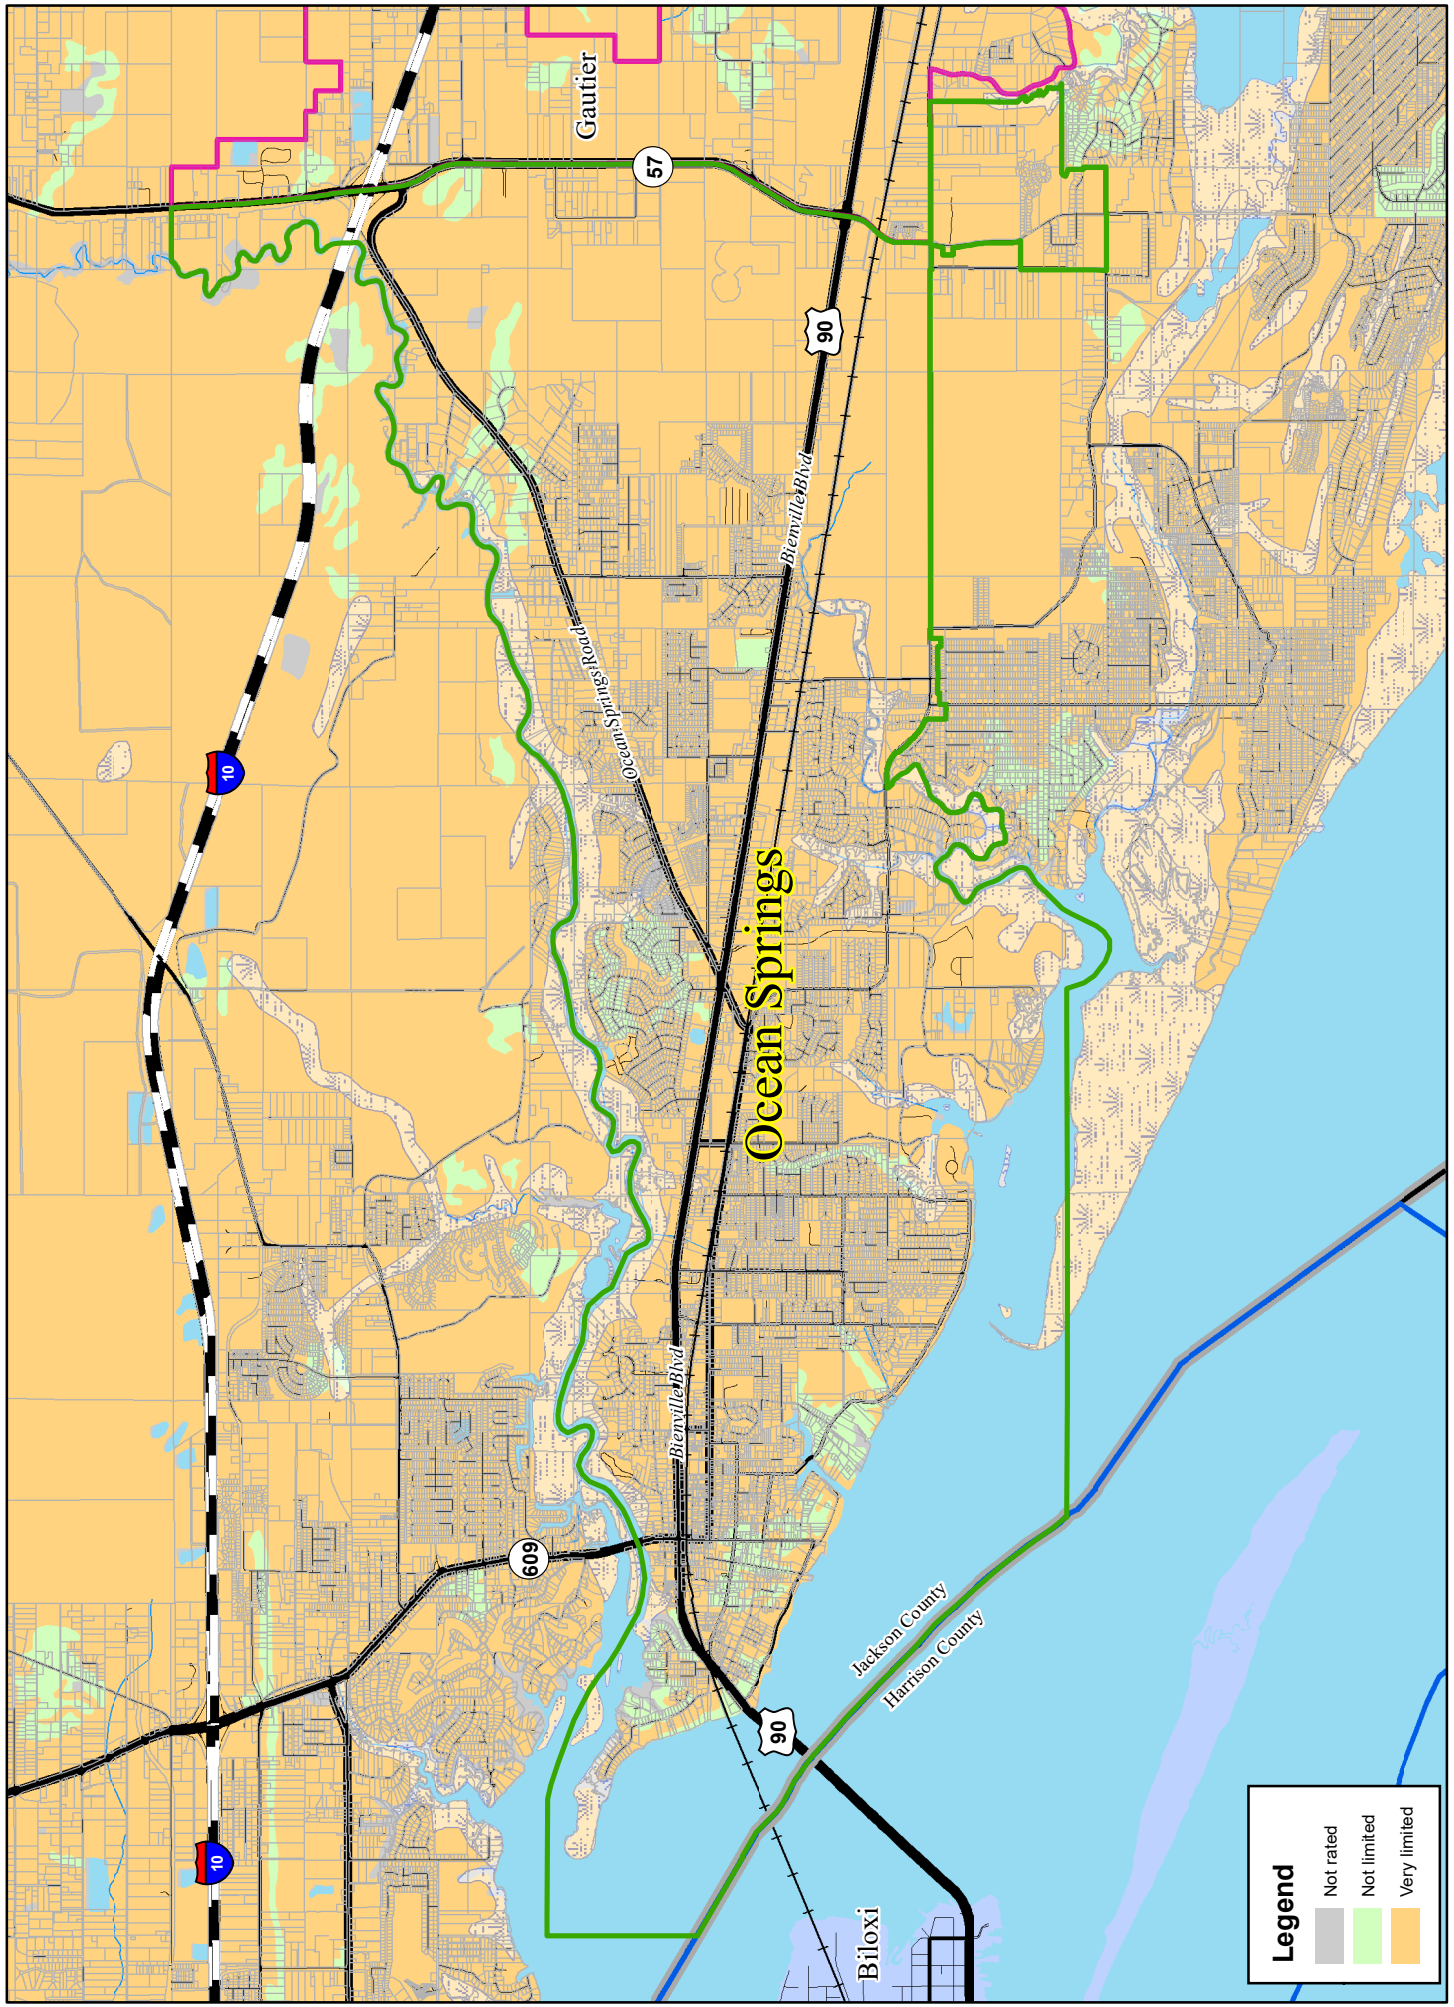 Gautier
57
90
Bienville Blvd
Ocean Springs Road
10
Ocean Springs
Bienville Blvd
609
Jackson County
Harrison County
90
10
Biloxi
Legend
Not rated
Not limited
Very limited